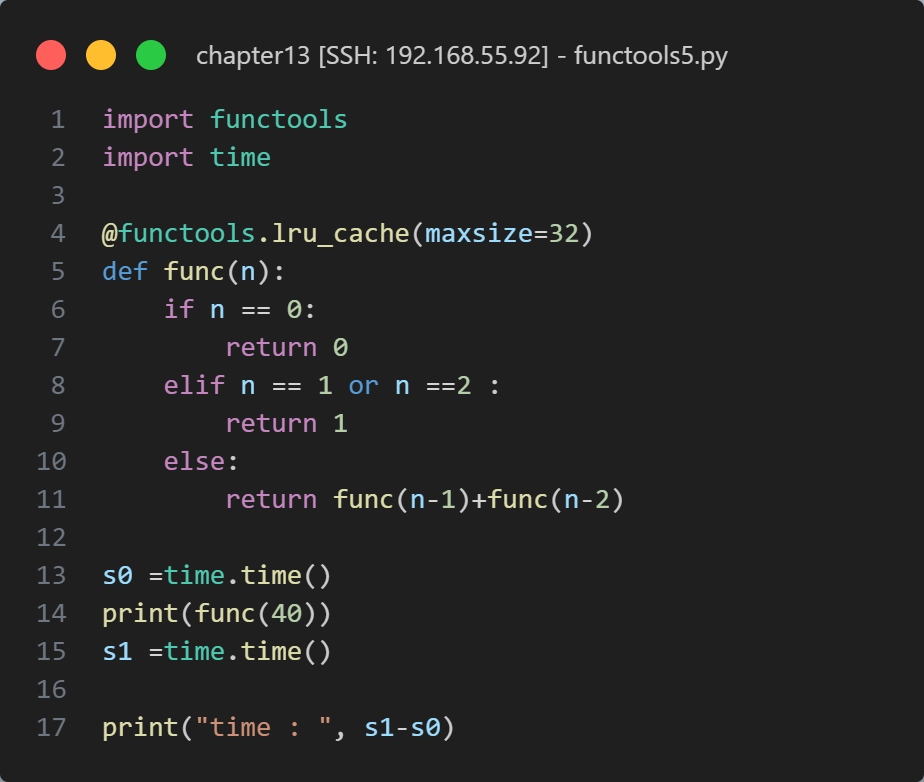 chapter13 [SSH: 192.168.55.92] - functools5.py
1 import functools
2 import time
3
4 @functools.lru_cache(maxsize=32)
5 def func(n):
6     if n == 0:
7         return 0
8     elif n == 1 or n ==2 :
9         return 1
10     else:
11         return func(n-1)+func(n-2)
12
13 s0 =time.time()
14 print(func(40))
15 s1 =time.time()
16
17 print("time : ", s1-s0)